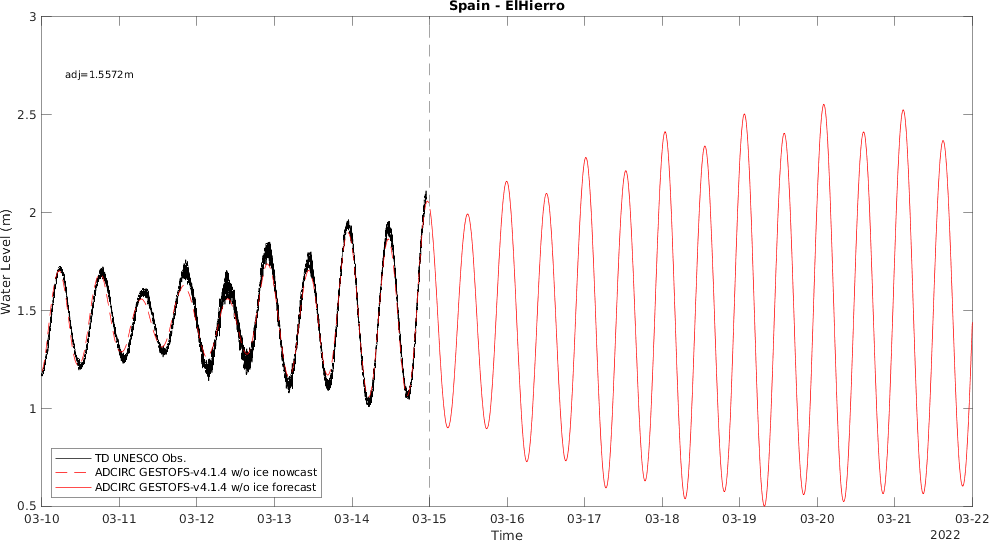 Spain - ElHierro
adj=1.5572m
3
2.5
2
1.5
1
0.5
Water Level (m)
TD UNESCO Obs.
ADCIRC GESTOFS-v4.1.4 w/o ice nowcast
ADCIRC GESTOFS-v4.1.4 w/o ice forecast
03-10 03-11 03-12 03-13 03-14 03-15 03-16 03-17 03-18 03-19 03-20 03-21 03-22
Time
2022